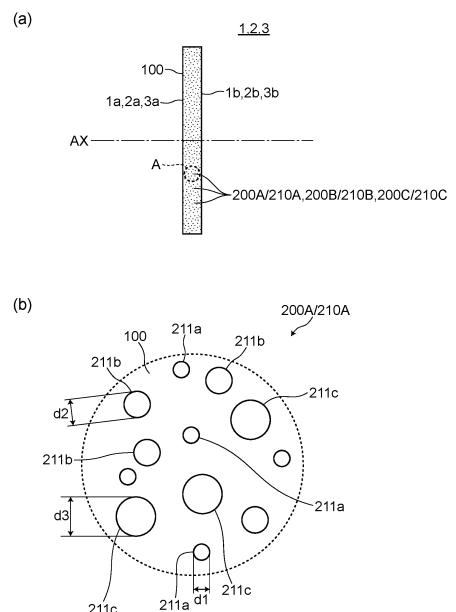 (a)
1,2,3
100
1a,2a,3a
1b,2b,3b
AX
A
200A/210A,200B/210B,200C/210C
(b)
200A/210A
100
211a
211b
211b
211c
d2
211b
211a
d3
211c
211a
d1
211c